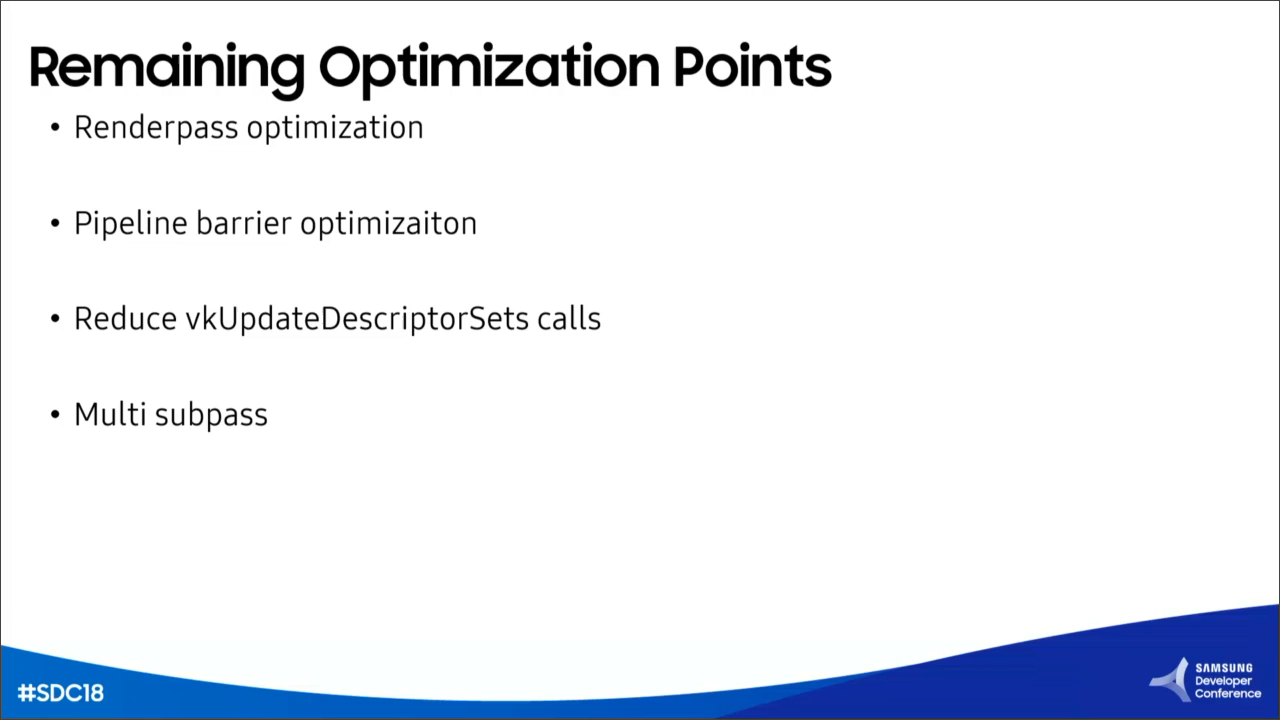 Remaining Optimization Points
• Renderpass optimization
• Pipeline barrier optimizaiton
• Reduce vkUpdateDescriptorSets calls
• Multi subpass
#SDC18
SAMSUNG
Developer
Conference